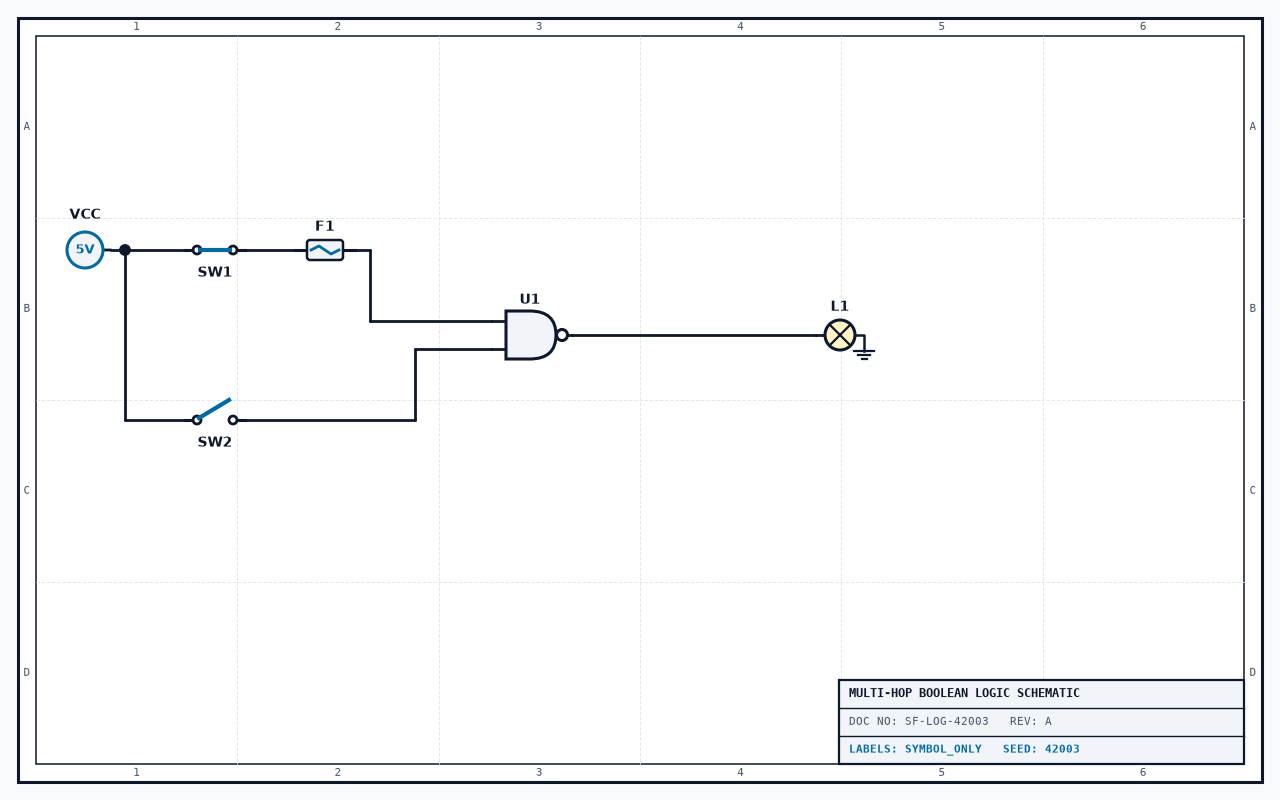 1 2 3 4 5 6
A A
VCC
5V
SW1
F1
B B
U1
L1
SW2
C C
D D
MULTI-HOP BOOLEAN LOGIC SCHEMATIC
DOC NO: SF-LOG-42003 REV: A
LABELS: SYMBOL_ONLY SEED: 42003
1 2 3 4 5 6